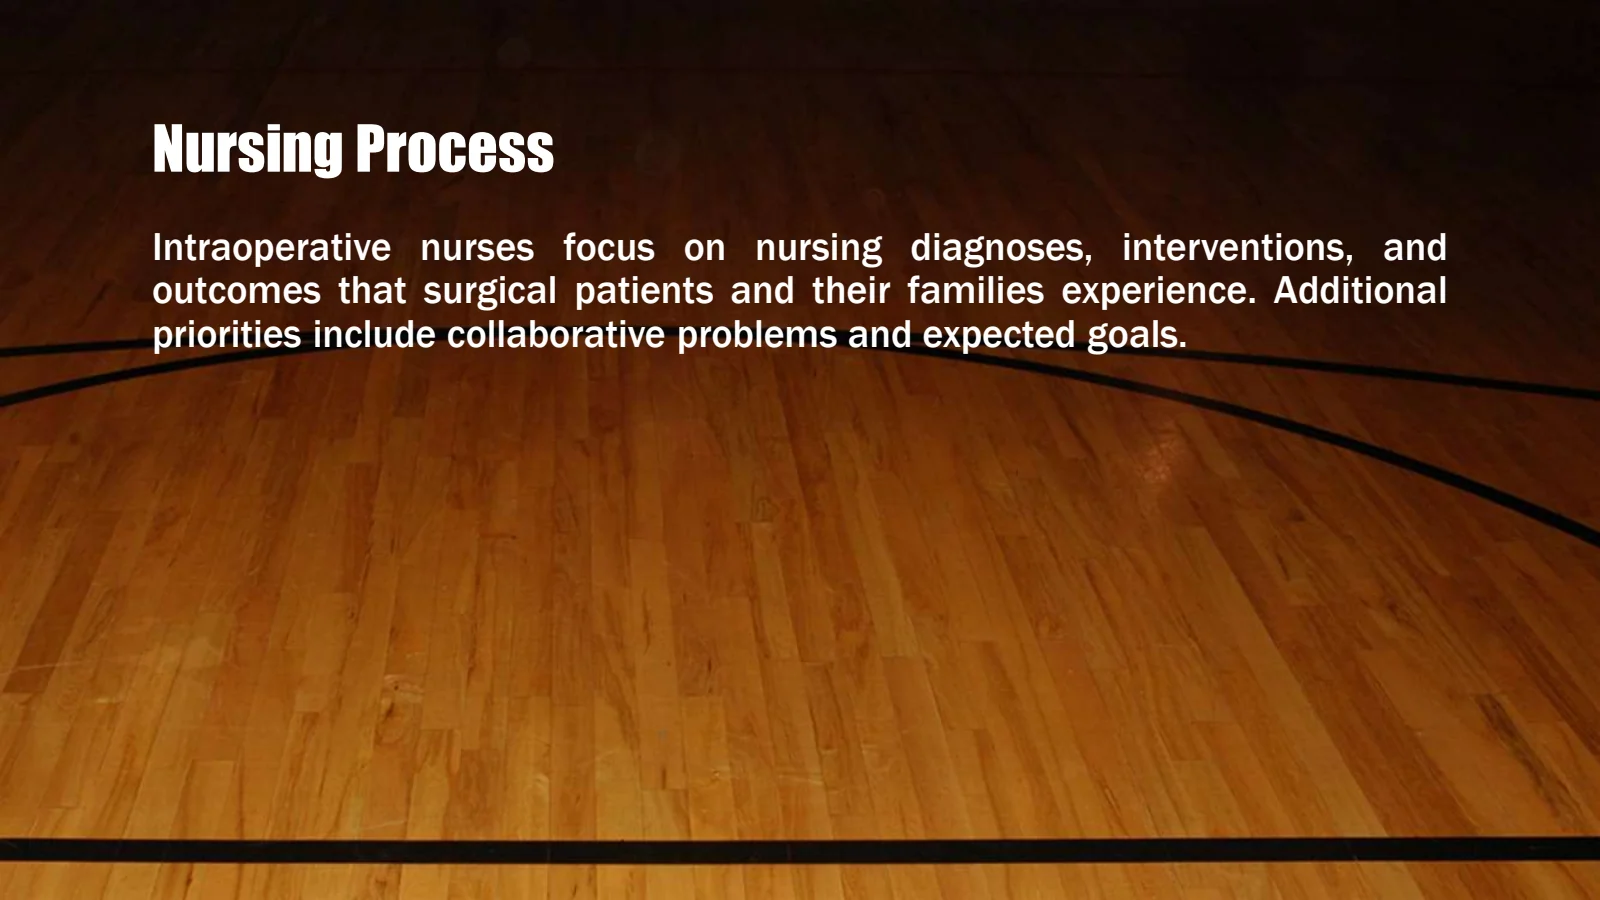 Nursing Process
Intraoperative nurses focus on nursing diagnoses, interventions, and
outcomes that surgical patients and their families experience. Additional
priorities include collaborative problems and expected goals.